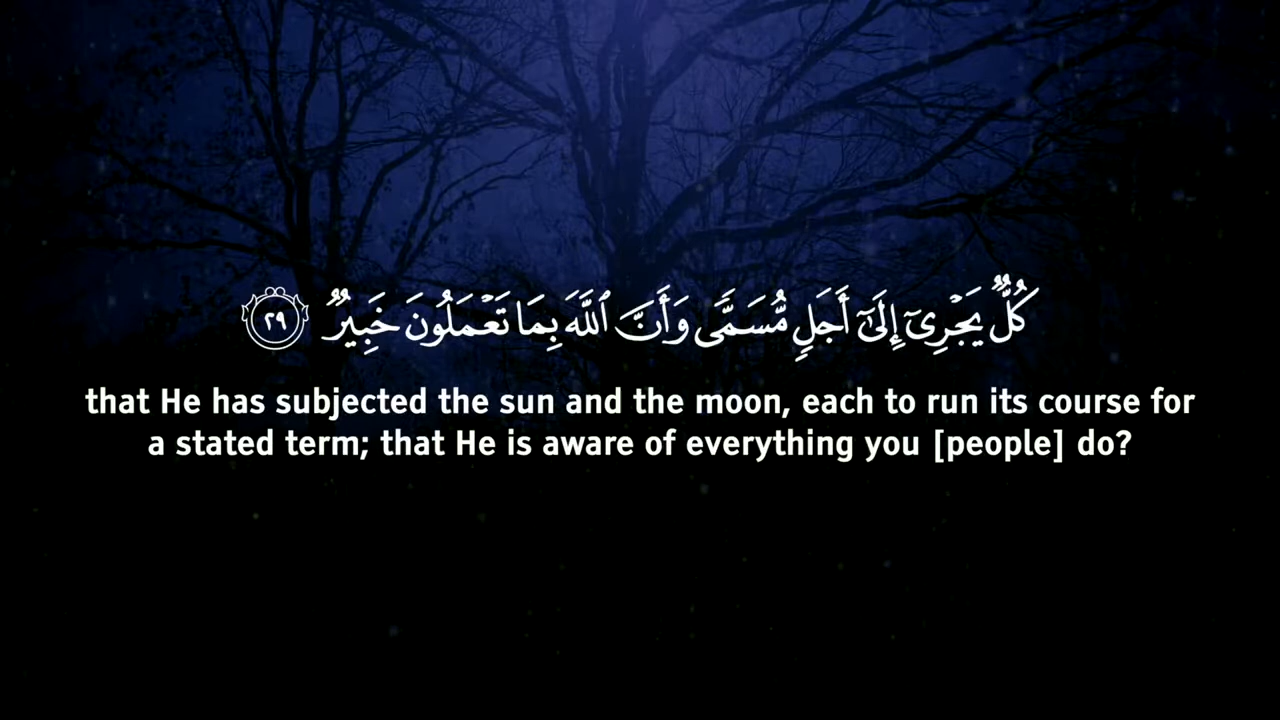 كُلٌّ يَجْرِىٓ إِلَىٰٓ أَجَلٍ مُّسَمًّى وَأَنَّ ٱللَّهَ بِمَا تَعْمَلُونَ خَبِيرٌ ٢٩
that He has subjected the sun and the moon, each to run its course for
a stated term; that He is aware of everything you [people] do?